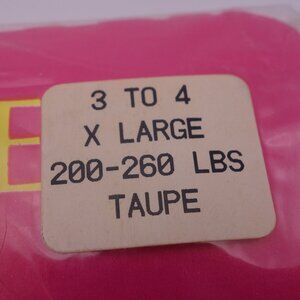 3 TO 4
X LARGE
200-260 LBS
TAUPE